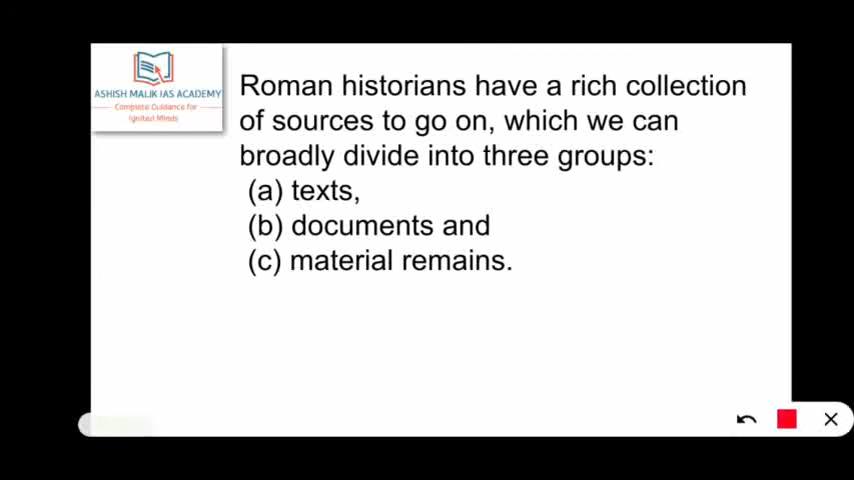 ASHISH MALIK IAS ACADEMY
Complete Guidance for
Ignited Minds
Roman historians have a rich collection
of sources to go on, which we can
broadly divide into three groups:
(a) texts,
(b) documents and
(c) material remains.